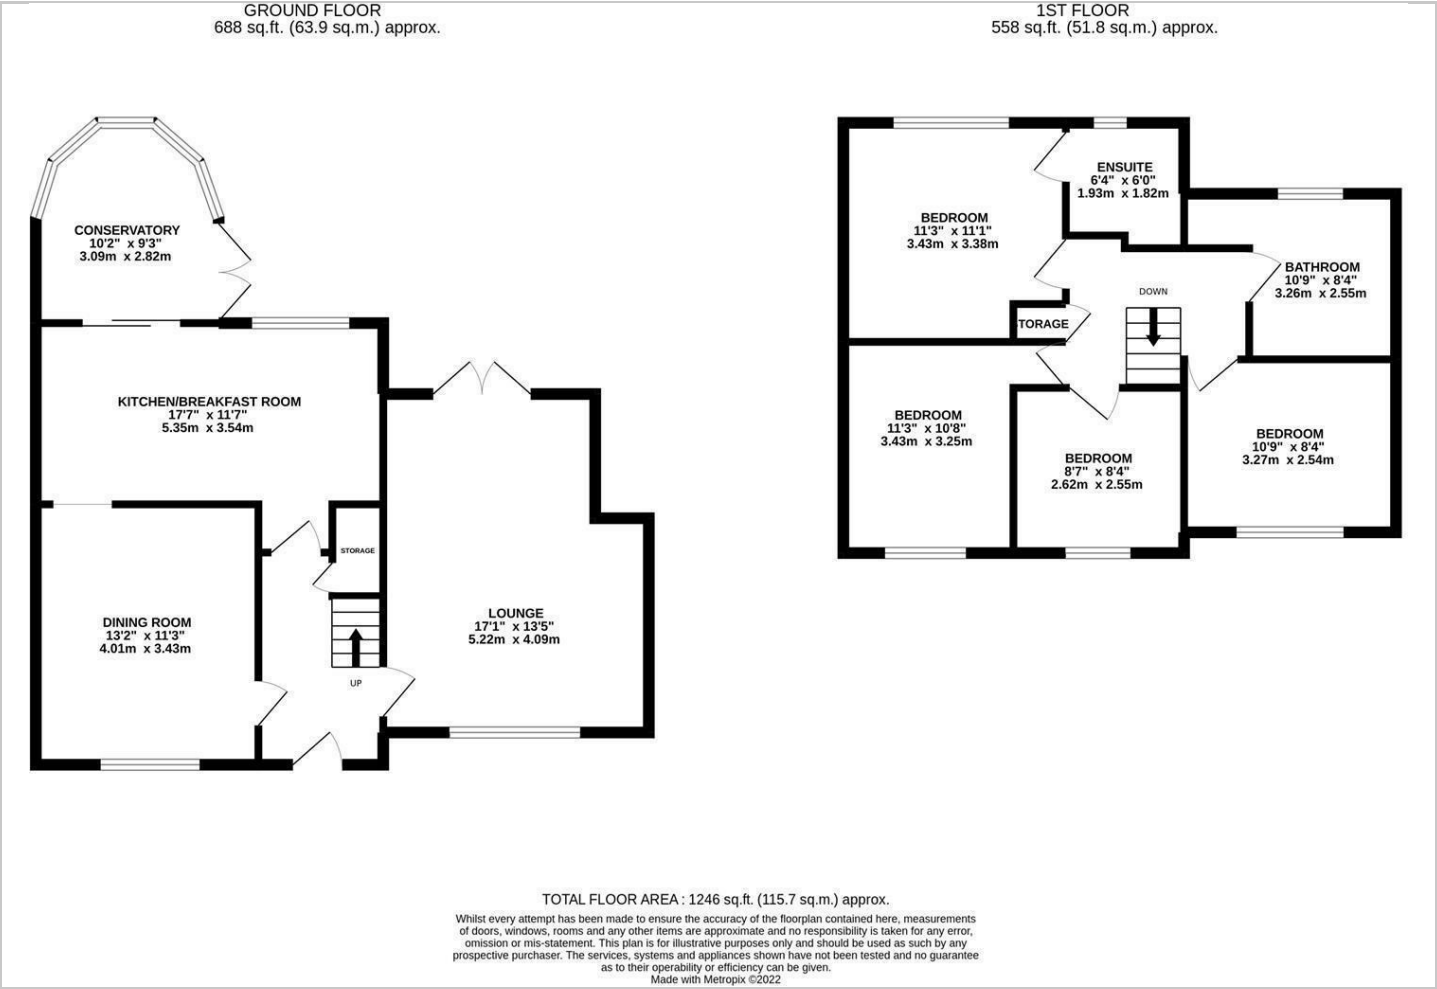 GROUND FLOOR
688 sq.ft. (63.9 sq.m.) approx.
1ST FLOOR
558 sq.ft. (51.8 sq.m.) approx.
CONSERVATORY
10'2" x 9'3"
3.09m x 2.82m
KITCHEN/BREAKFAST ROOM
17'7" x 11'7"
5.35m x 3.54m
STORAGE
DINING ROOM
13'2" x 11'3"
4.01m x 3.43m
LOUNGE
17'1" x 13'5"
5.22m x 4.09m
UP
ENSUITE
6'4" x 6'0"
1.93m x 1.82m
BEDROOM
11'3" x 11'1"
3.43m x 3.38m
BATHROOM
10'9" x 8'4"
3.26m x 2.55m
DOWN
STORAGE
BEDROOM
11'3" x 10'8"
3.43m x 3.25m
BEDROOM
8'7" x 8'4"
2.62m x 2.55m
BEDROOM
10'9" x 8'4"
3.27m x 2.54m
TOTAL FLOOR AREA : 1246 sq.ft. (115.7 sq.m.) approx.
Whilst every attempt has been made to ensure the accuracy of the floorplan contained here, measurements
of doors, windows, rooms and any other items are approximate and no responsibility is taken for any error,
omission or mis-statement. This plan is for illustrative purposes only and should be used as such by any
prospective purchaser. The services, systems and appliances shown have not been tested and no guarantee
as to their operability or efficiency can be given.
Made with Metropix ©2022